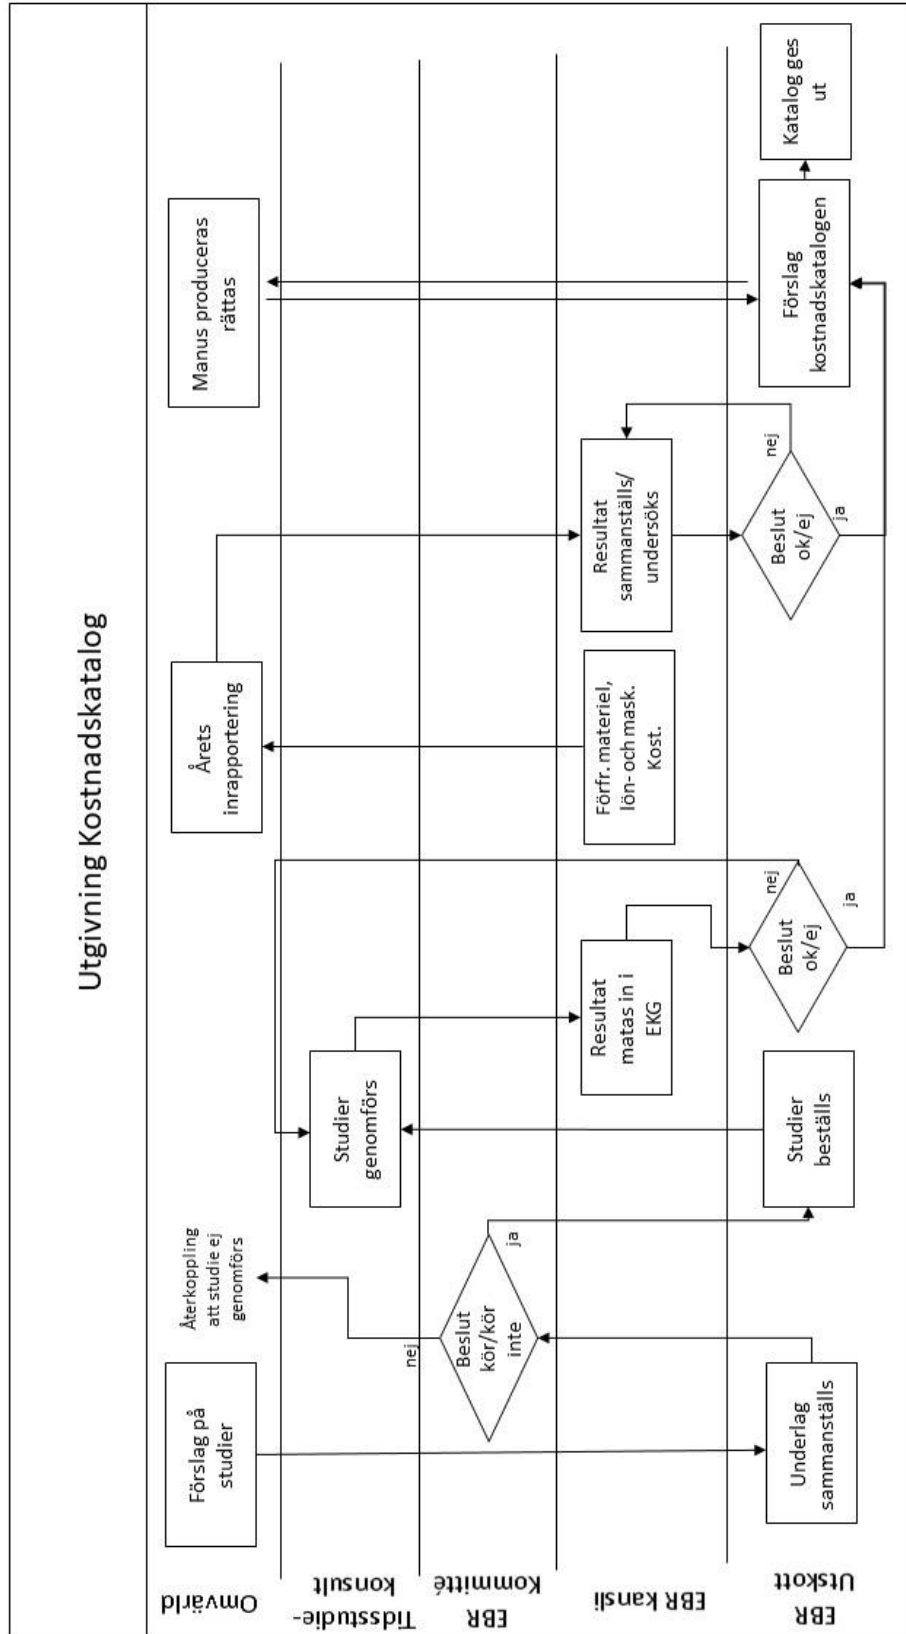 Utgivning Kostnadskatalog
Omvärld
Förslag på
studier
Återkoppling
att studie ej
genomförs
Årets
inrapportering
Manus produceras
rättas
Tidsstudie-
konsult
Studier
genomförs
EBR
Kommitté
nej
Beslut
kör/kör
inte
ja
EBR kansli
Resultat
matas in i
EKG
Förfr. materiel,
lön- och mask.
Kost.
Resultat
sammanställs/
undersöks
EBR
Utskott
Underlag
sammanställs
Studier
beställs
Beslut
ok/ej
nej
ja
Beslut
ok/ej
nej
ja
Förslag
kostnadskatalogen
Katalog ges
ut